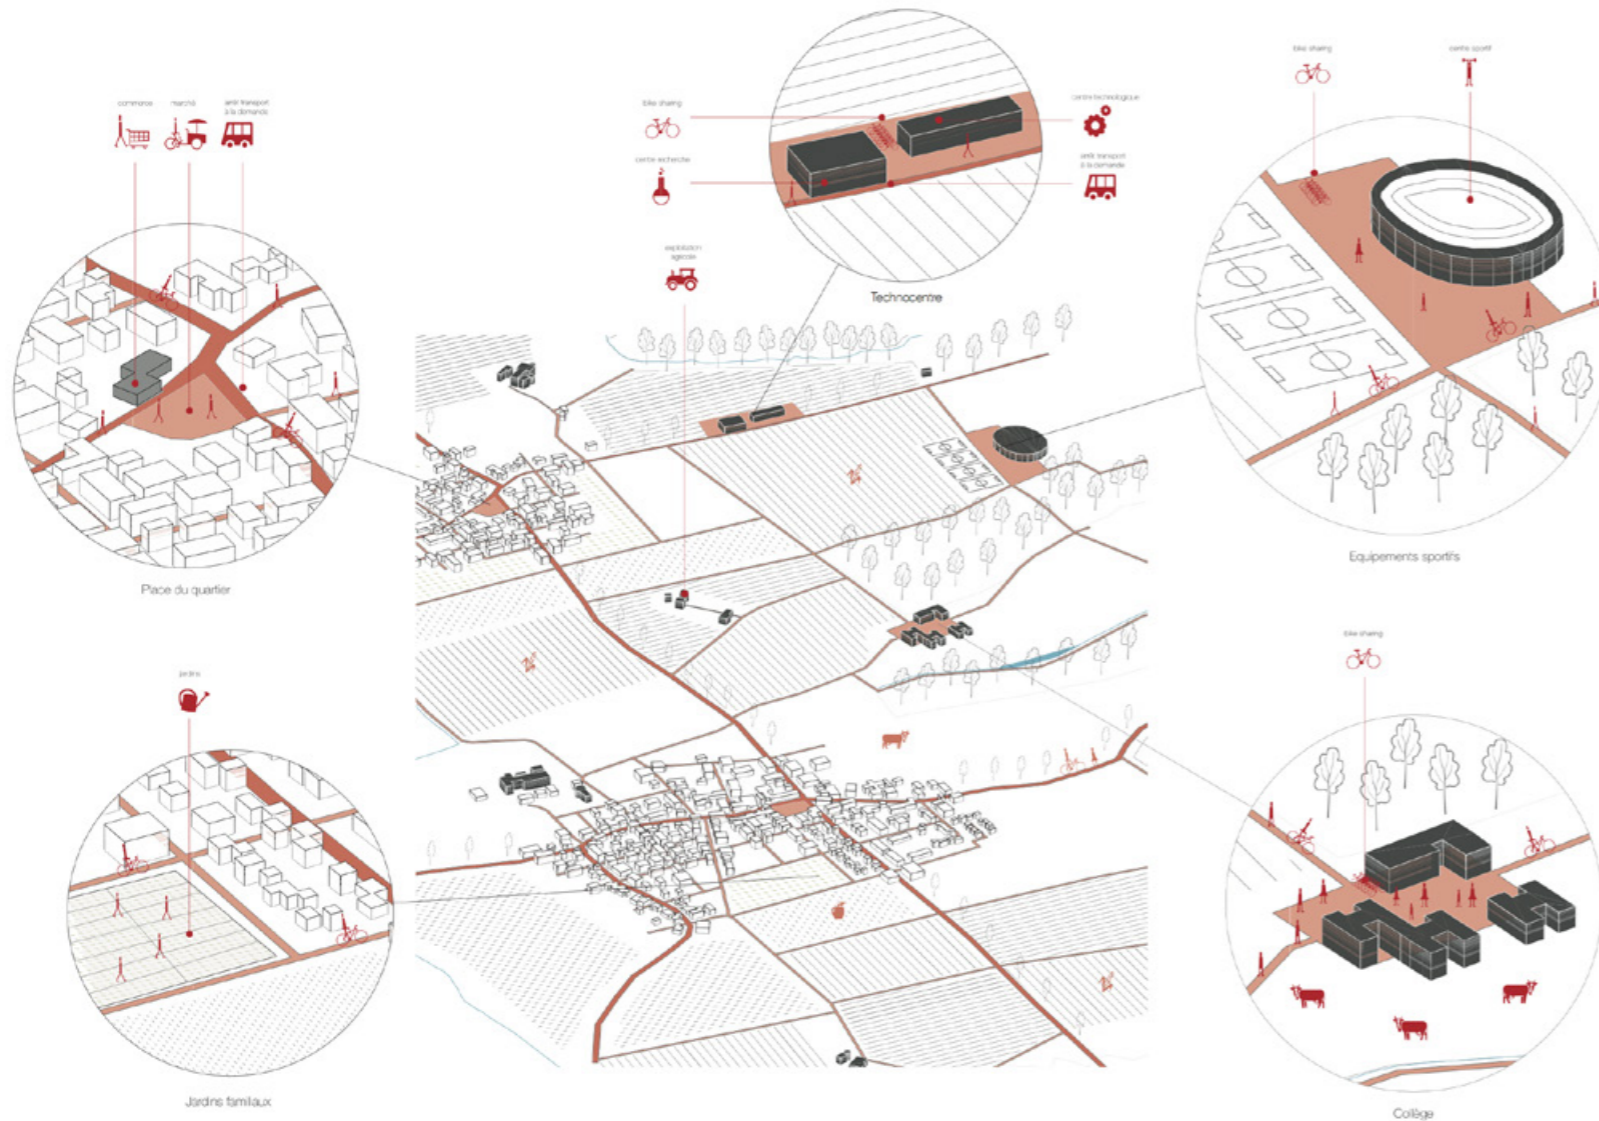 commerce
marché
arrêt transport
à la demande
Place du quartier
jardins
Jardins familiaux
bike sharing
centre recherche
centre technologique
arrêt transport
à la demande
Technocentre
exploitation
agricole
bike sharing
centre sportif
Equipements sportifs
bike sharing
Collège